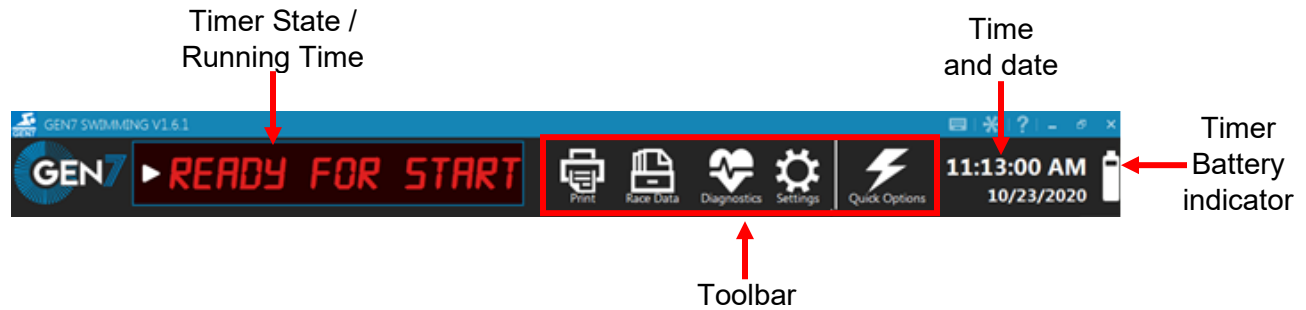 Timer State /
Running Time
Time
and date
GEN7 SWIMMING V1.6.1
GEN7
GEN7
READY FOR START
Print
Race Data
Diagnostics
Settings
Quick Options
11:13:00 AM
10/23/2020
Timer
Battery
indicator
Toolbar